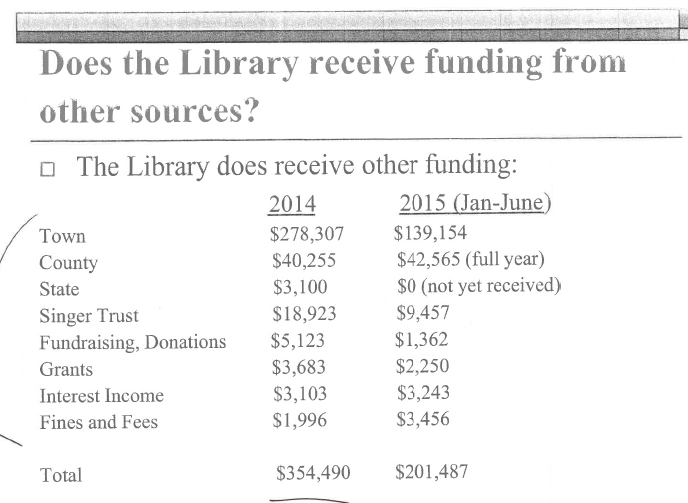 Does the Library receive funding from
other sources?
□ The Library does receive other funding:
2014 2015 (Jan-June)
Town $278,307 $139,154
County $40,255 $42,565 (full year)
State $3,100 $0 (not yet received)
Singer Trust $18,923 $9,457
Fundraising, Donations $5,123 $1,362
Grants $3,683 $2,250
Interest Income $3,103 $3,243
Fines and Fees $1,996 $3,456
Total $354,490 $201,487